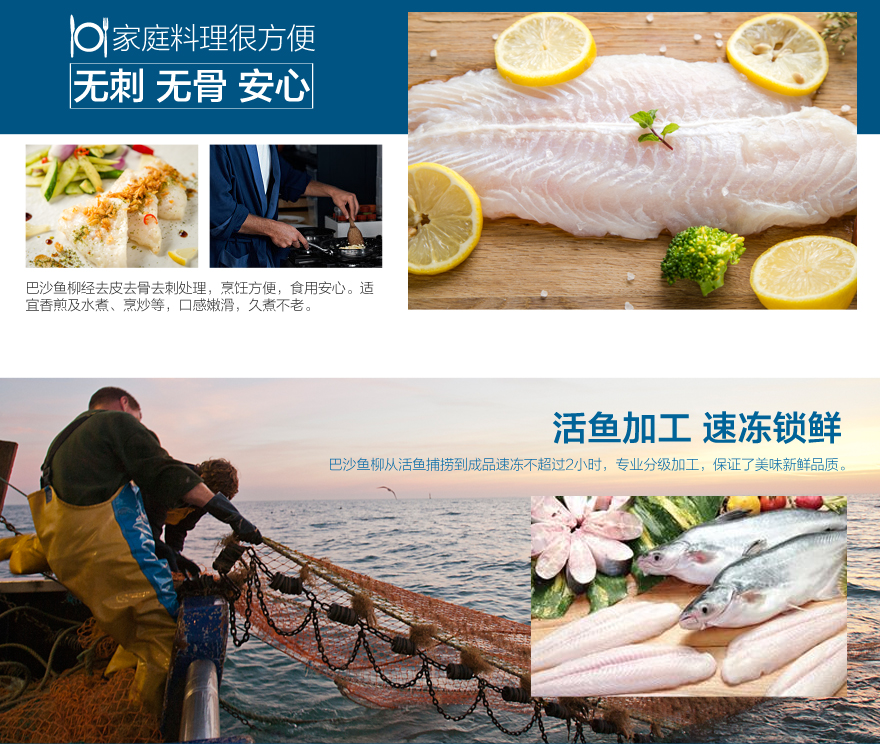 家庭料理很方便
无刺 无骨 安心
巴沙鱼柳经去皮去骨去刺处理，烹饪方便，食用安心。适
宜香煎及水煮、烹炒等，口感嫩滑，久煮不老。
活鱼加工 速冻锁鲜
巴沙鱼柳从活鱼捕捞到成品速冻不超过2小时，专业分级加工，保证了美味新鲜品质。